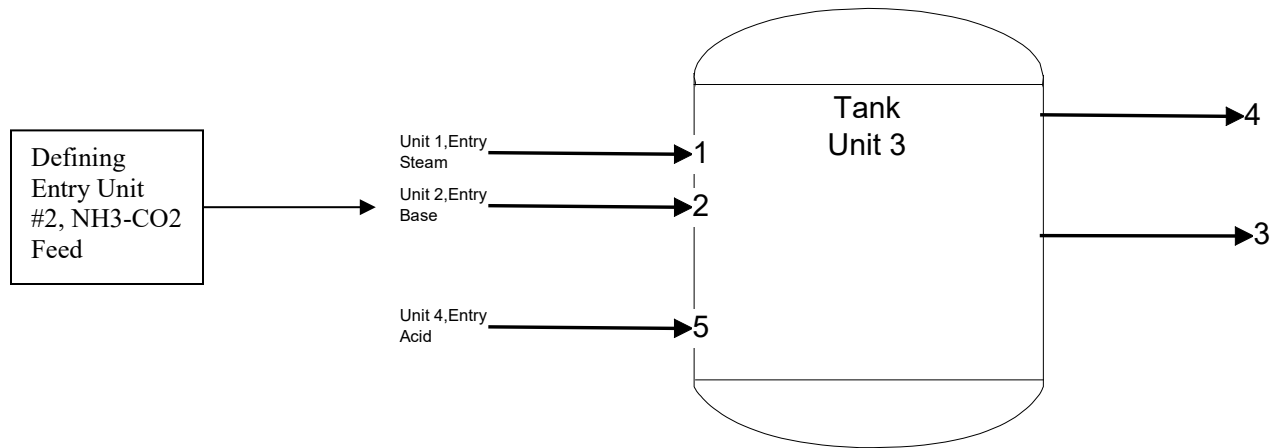 Defining
Entry Unit
#2, NH3-CO2
Feed
Unit 1,Entry
Steam
Unit 2,Entry
Base
Unit 4,Entry
Acid
1
2
5
Tank
Unit 3
4
3